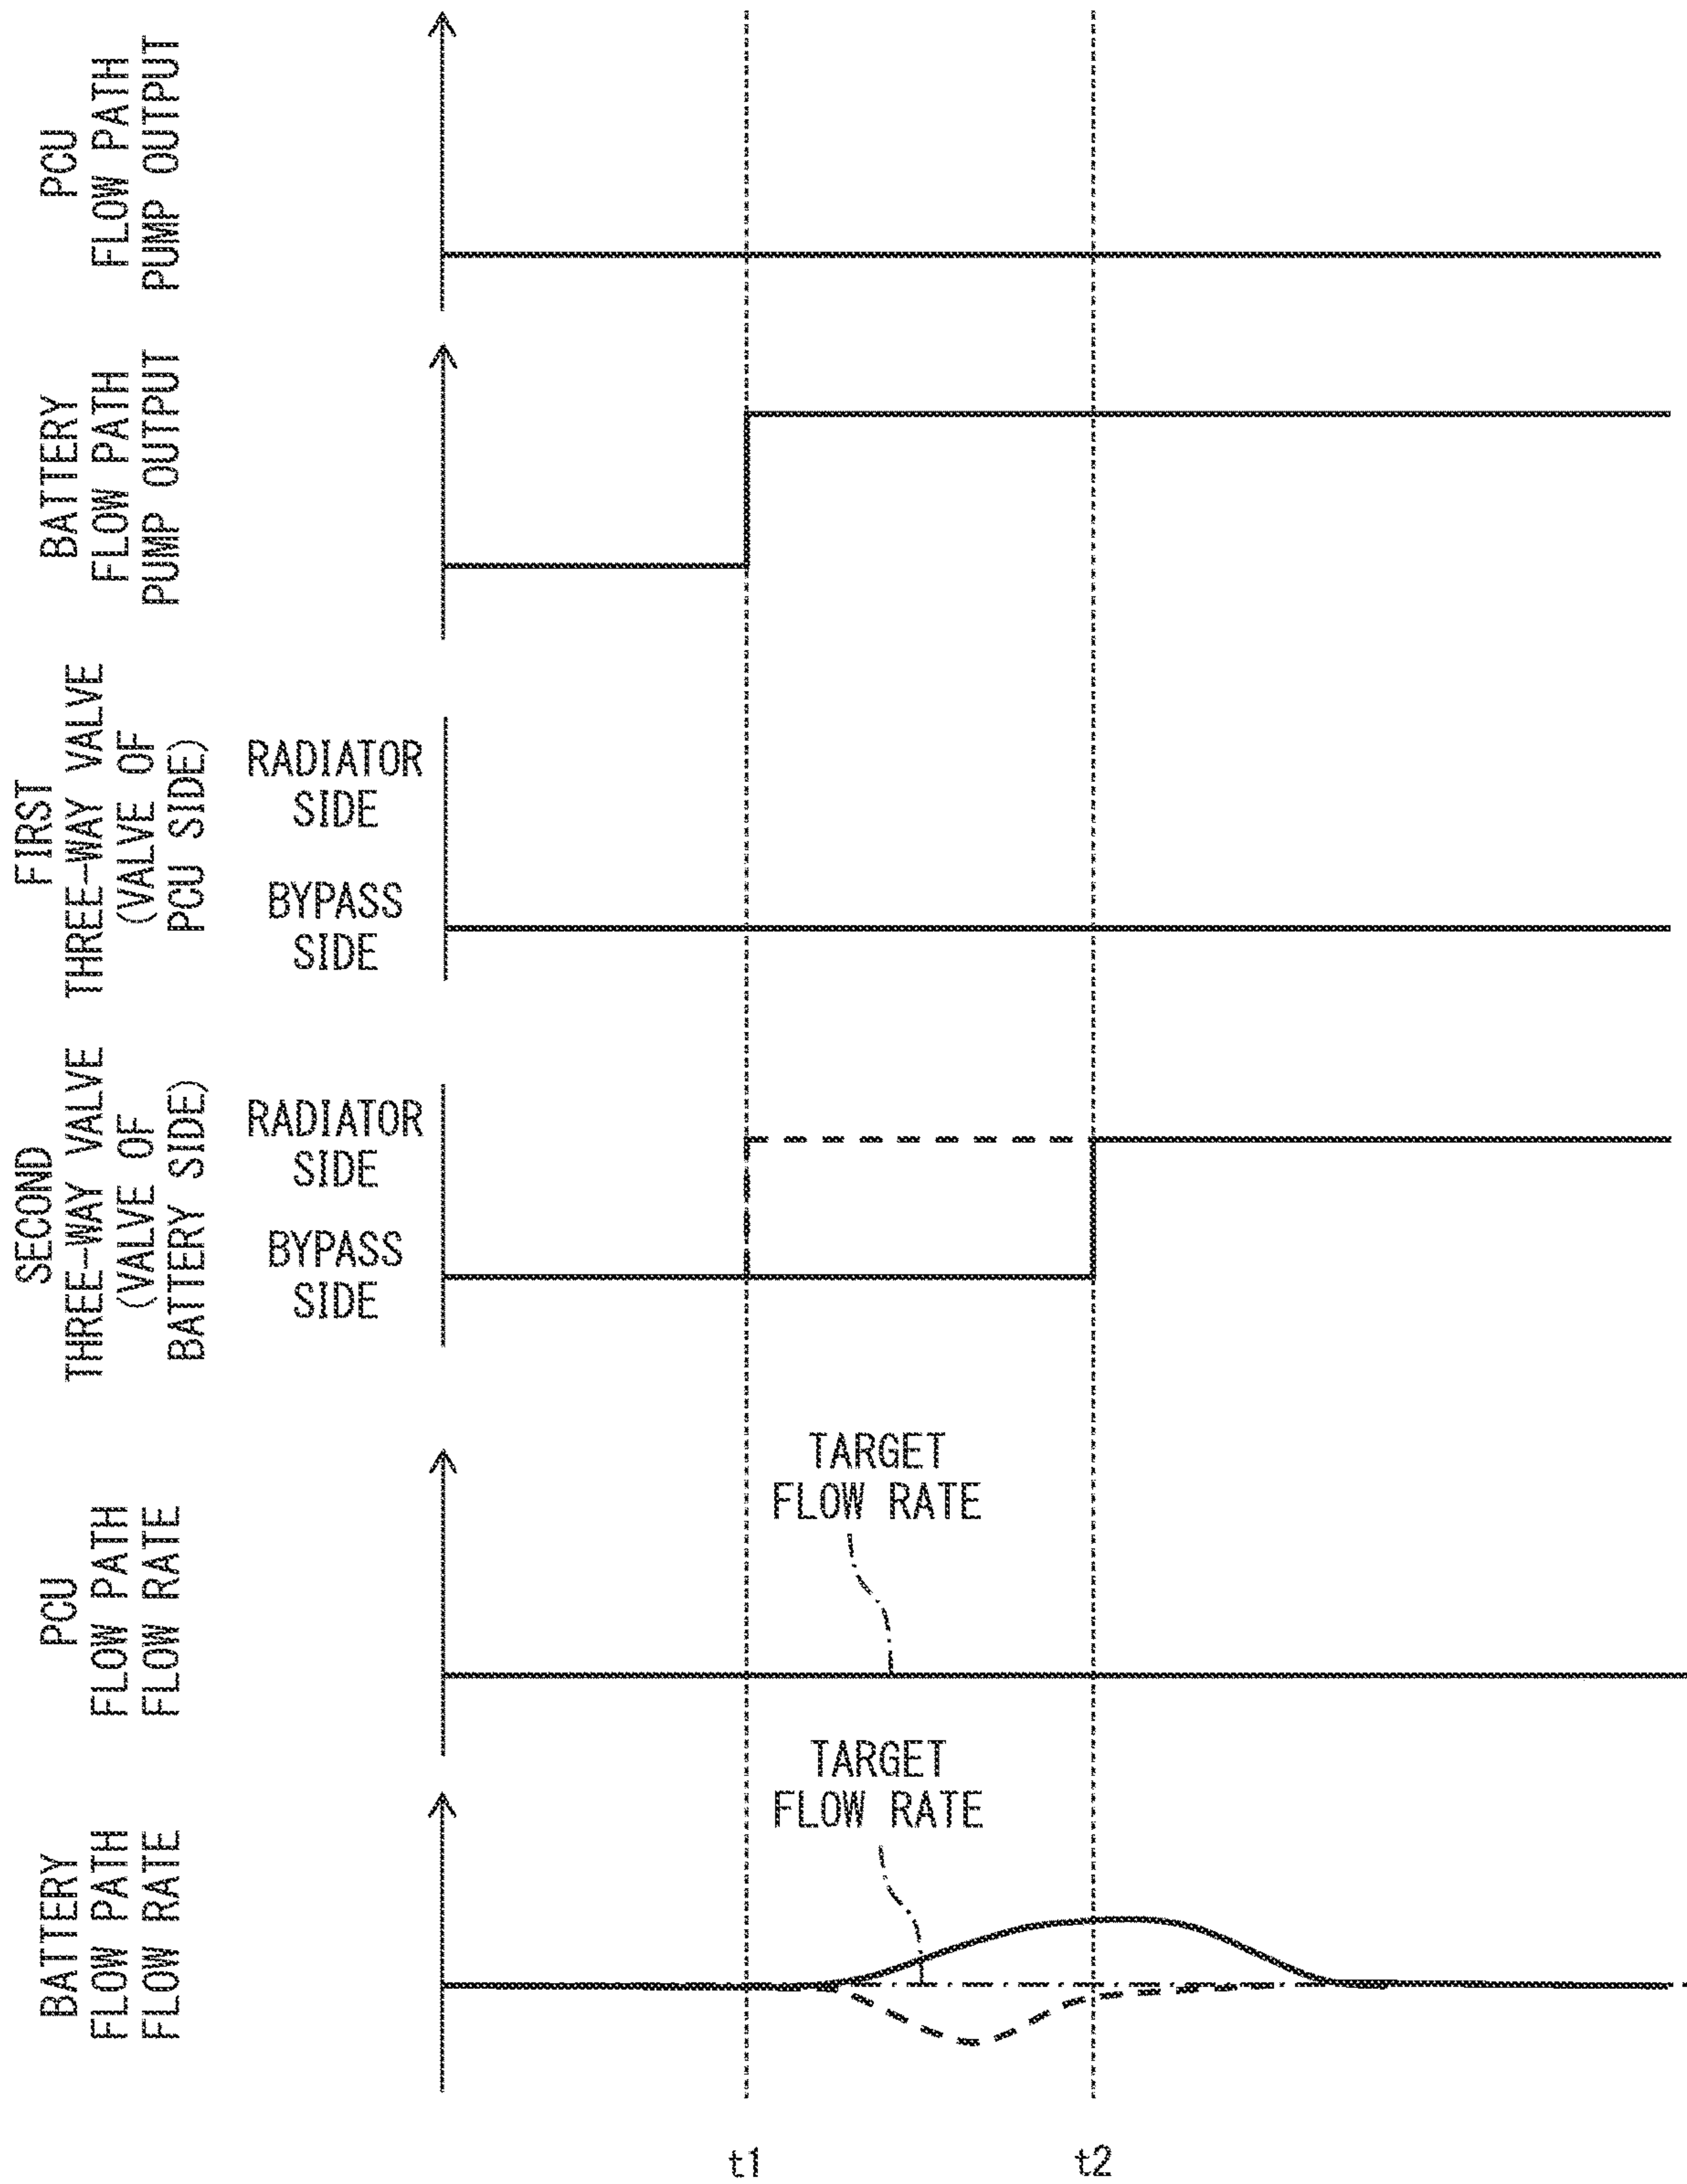 PCU
FLOW PATH
PUMP OUTPUT
BATTERY
FLOW PATH
PUMP OUTPUT
FIRST
THREE-WAY VALVE
(VALVE OF
PCU SIDE)
RADIATOR
SIDE
BYPASS
SIDE
SECOND
THREE-WAY VALVE
(VALVE OF
BATTERY SIDE)
RADIATOR
SIDE
BYPASS
SIDE
PCU
FLOW PATH
FLOW RATE
TARGET
FLOW RATE
BATTERY
FLOW PATH
FLOW RATE
TARGET
FLOW RATE
t1
t2